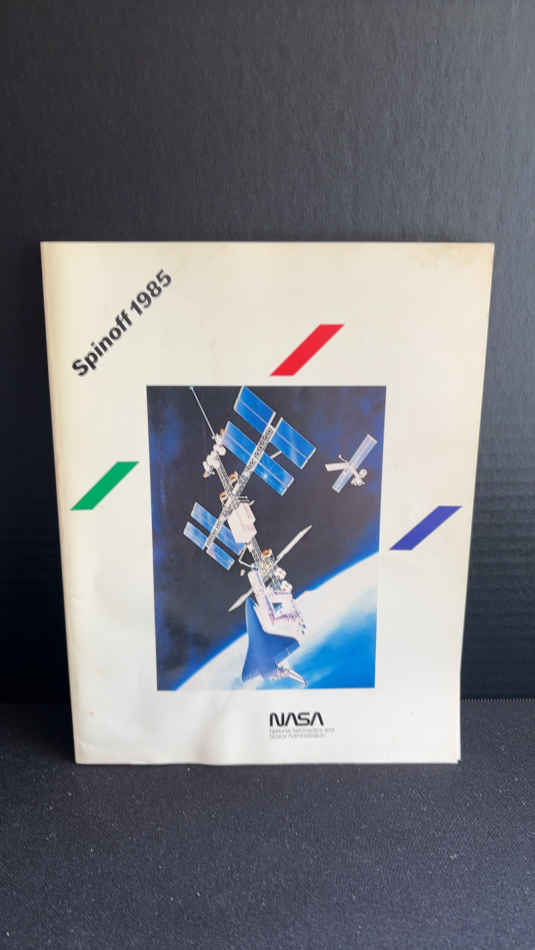 Spinoff 1985
NASA
National Aeronautics and
Space Administration